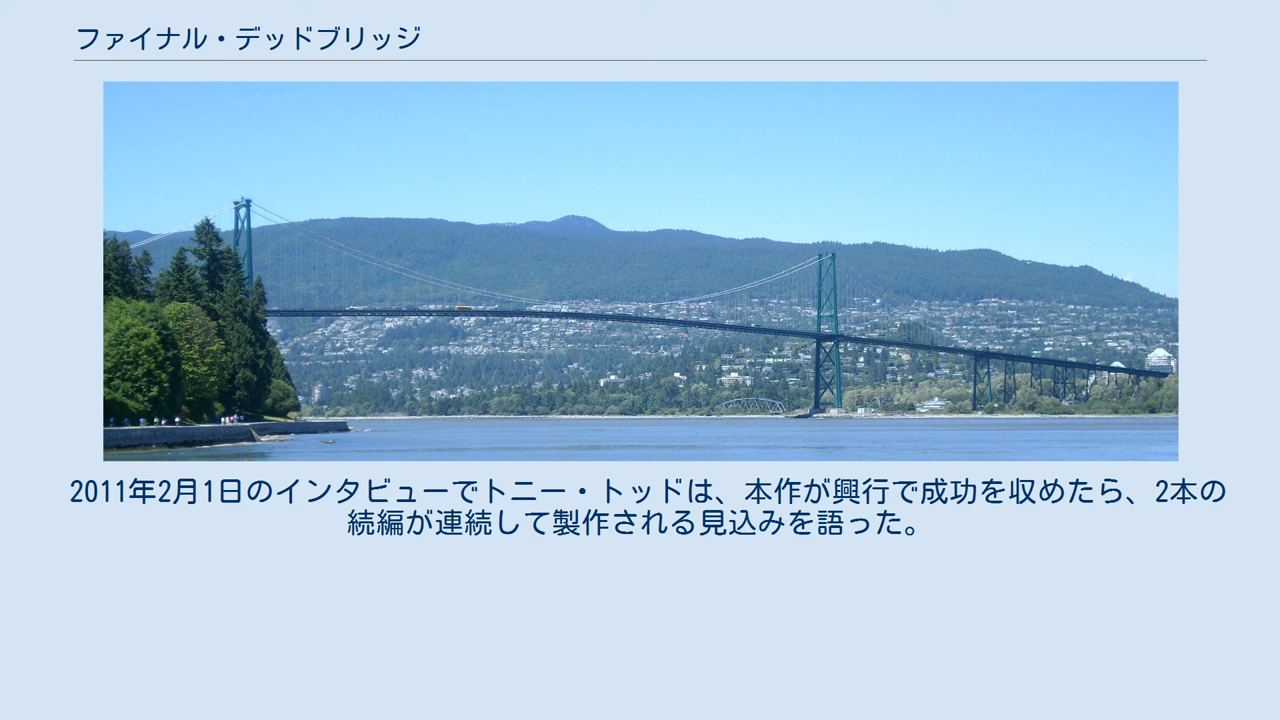 ファイナル・デッドブリッジ
2011年2月1日のインタビューでトニー・トッドは、本作が興行で成功を収めたら、2本の
続編が連続して製作される見込みを語った。